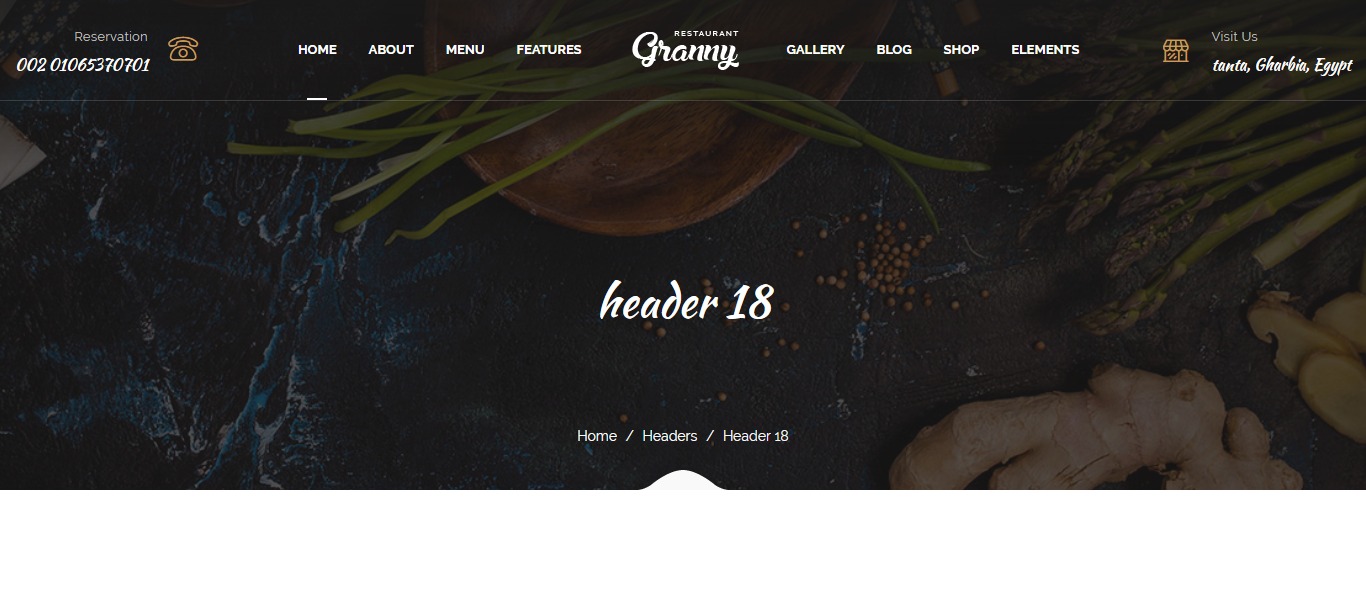 Reservation
002 01065370701
HOME ABOUT MENU FEATURES
RESTAURANT
Granny
GALLERY BLOG SHOP ELEMENTS
Visit Us
tanta, Gharbia, Egypt
header 18
Home / Headers / Header 18